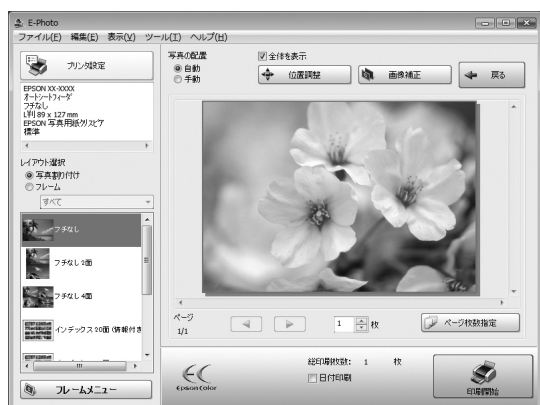 E-Photo
ファイル(F) 編集(E) 表示(V) ツール(T) ヘルプ(H)
プリンタ設定
EPSON XX-XXXX
オートシートフィーダ
フチなし
L判 89 x 127 mm
EPSON 写真用紙クリスピア
標準
レイアウト選択
写真割り付け
フレーム
すべて
フチなし
フチなし 2面
フチなし 4面
インデックス 20面 (情報付き
フレームメニュー
写真の配置
自動
手動
全体を表示
位置調整
画像補正
戻る
ページ
1/1
1 枚
ページ枚数指定
Epson Color
総印刷枚数: 1 枚
日付印刷
印刷開始